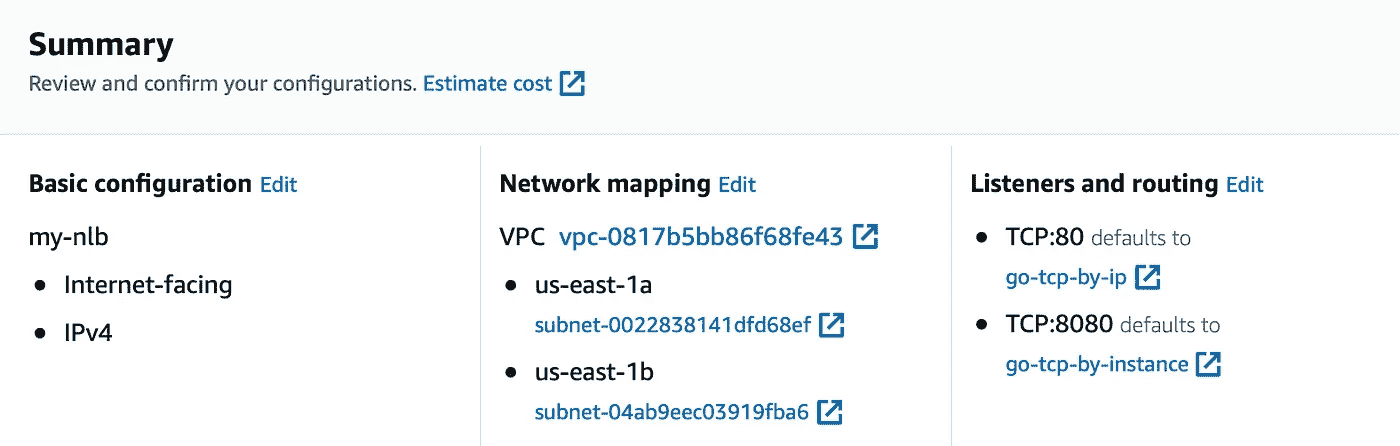 Summary
Review and confirm your configurations. Estimate cost
Basic configuration Edit
my-nlb
Internet-facing
IPv4
Network mapping Edit
VPC vpc-0817b5bb86f68fe43
us-east-1a
subnet-0022838141dfd68ef
us-east-1b
subnet-04ab9eec03919fba6
Listeners and routing Edit
TCP:80 defaults to
go-tcp-by-ip
TCP:8080 defaults to
go-tcp-by-instance